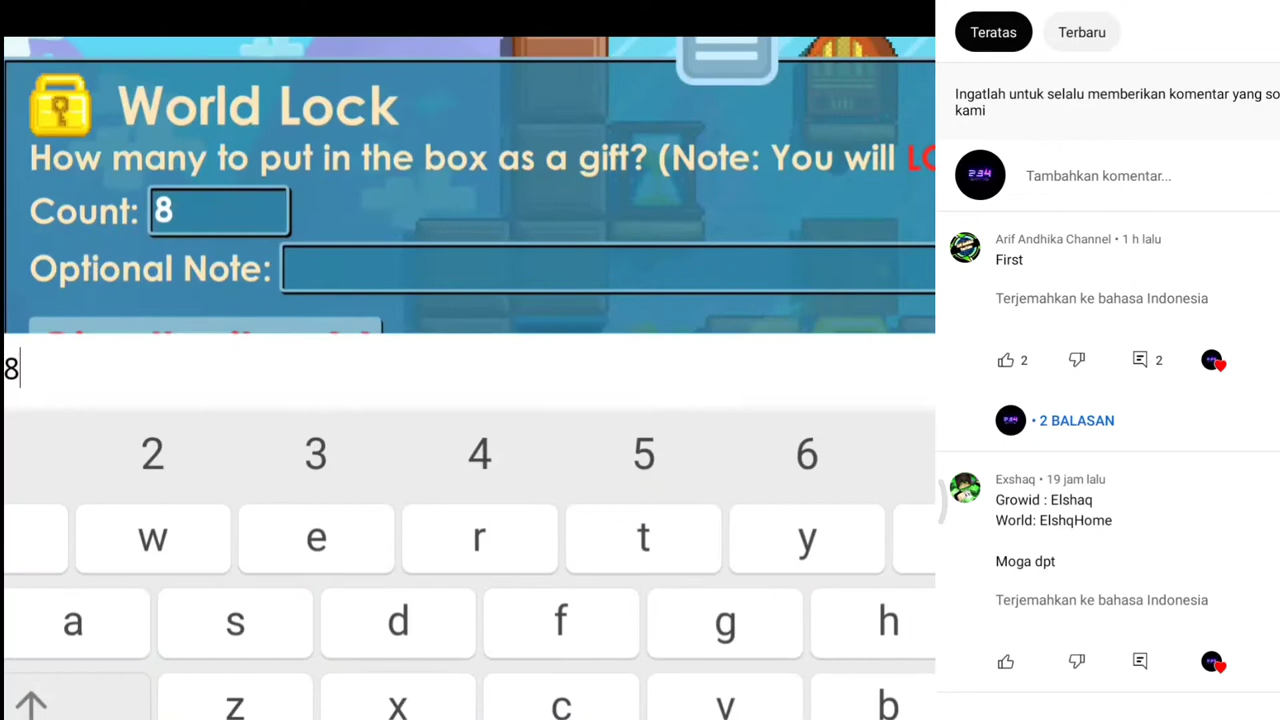 World Lock
How many to put in the box as a gift? (Note: You will
Count: 8
Optional Note:
8
2 3 4 5 6
w e r t y
a s d f g h
z x c v b
Teratas Terbaru
Ingatlah untuk selalu memberikan komentar yang so
kami
234
Tambahkan komentar...
Arif Andhika Channel • 1 h lalu
First
Terjemahkan ke bahasa Indonesia
2 2
• 2 BALASAN
Exshaq • 19 jam lalu
Growid : Elshaq
World: ElshqHome
Moga dpt
Terjemahkan ke bahasa Indonesia